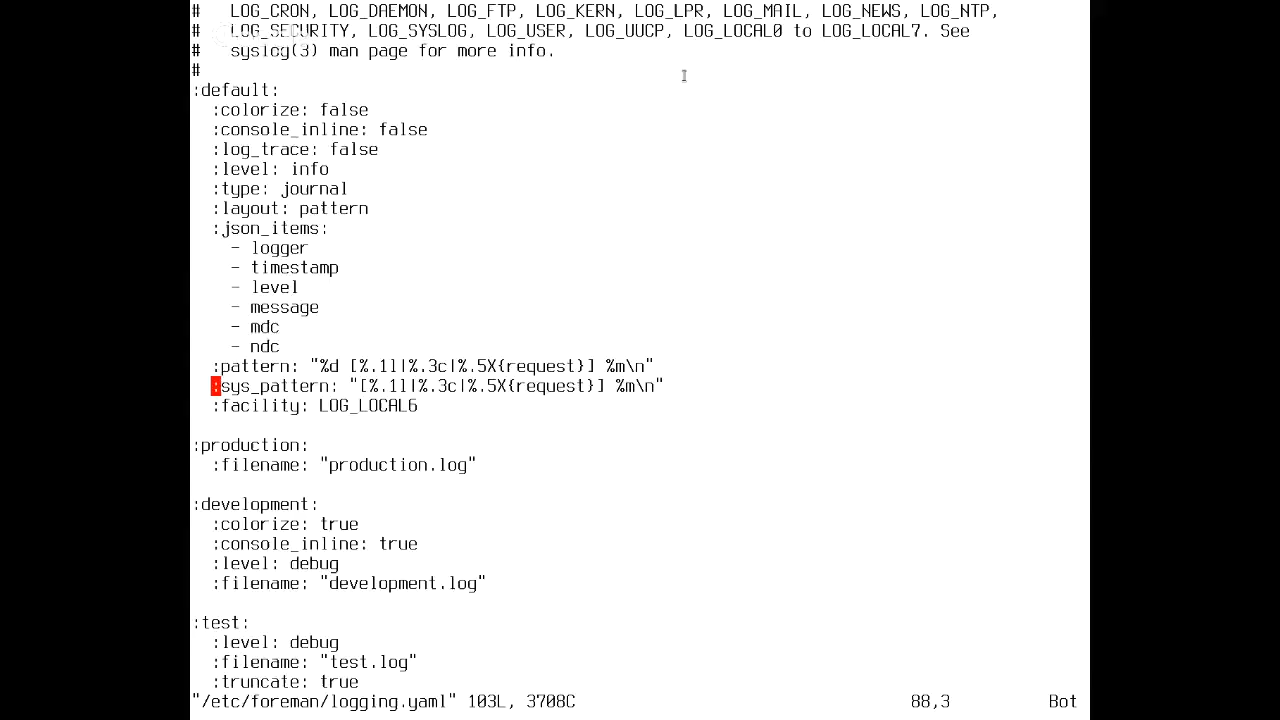 #   LOG_CRON, LOG_DAEMON, LOG_FTP, LOG_KERN, LOG_LPR, LOG_MAIL, LOG_NEWS, LOG_NTP,
#   LOG_SECURITY, LOG_SYSLOG, LOG_USER, LOG_UUCP, LOG_LOCAL0 to LOG_LOCAL7. See
#   syslog(3) man page for more info.
#
:default:
  :colorize: false
  :console_inline: false
  :log_trace: false
  :level: info
  :type: journal
  :layout: pattern
  :json_items:
    - logger
    - timestamp
    - level
    - message
    - mdc
    - ndc
  :pattern: "%d [%.1l|%.3c|%.5X{request}] %m\n"
  :sys_pattern: "[%.1l|%.3c|%.5X{request}] %m\n"
  :facility: LOG_LOCAL6

:production:
  :filename: "production.log"

:development:
  :colorize: true
  :console_inline: true
  :level: debug
  :filename: "development.log"

:test:
  :level: debug
  :filename: "test.log"
  :truncate: true
"/etc/foreman/logging.yaml" 103L, 3708C 88,3 Bot